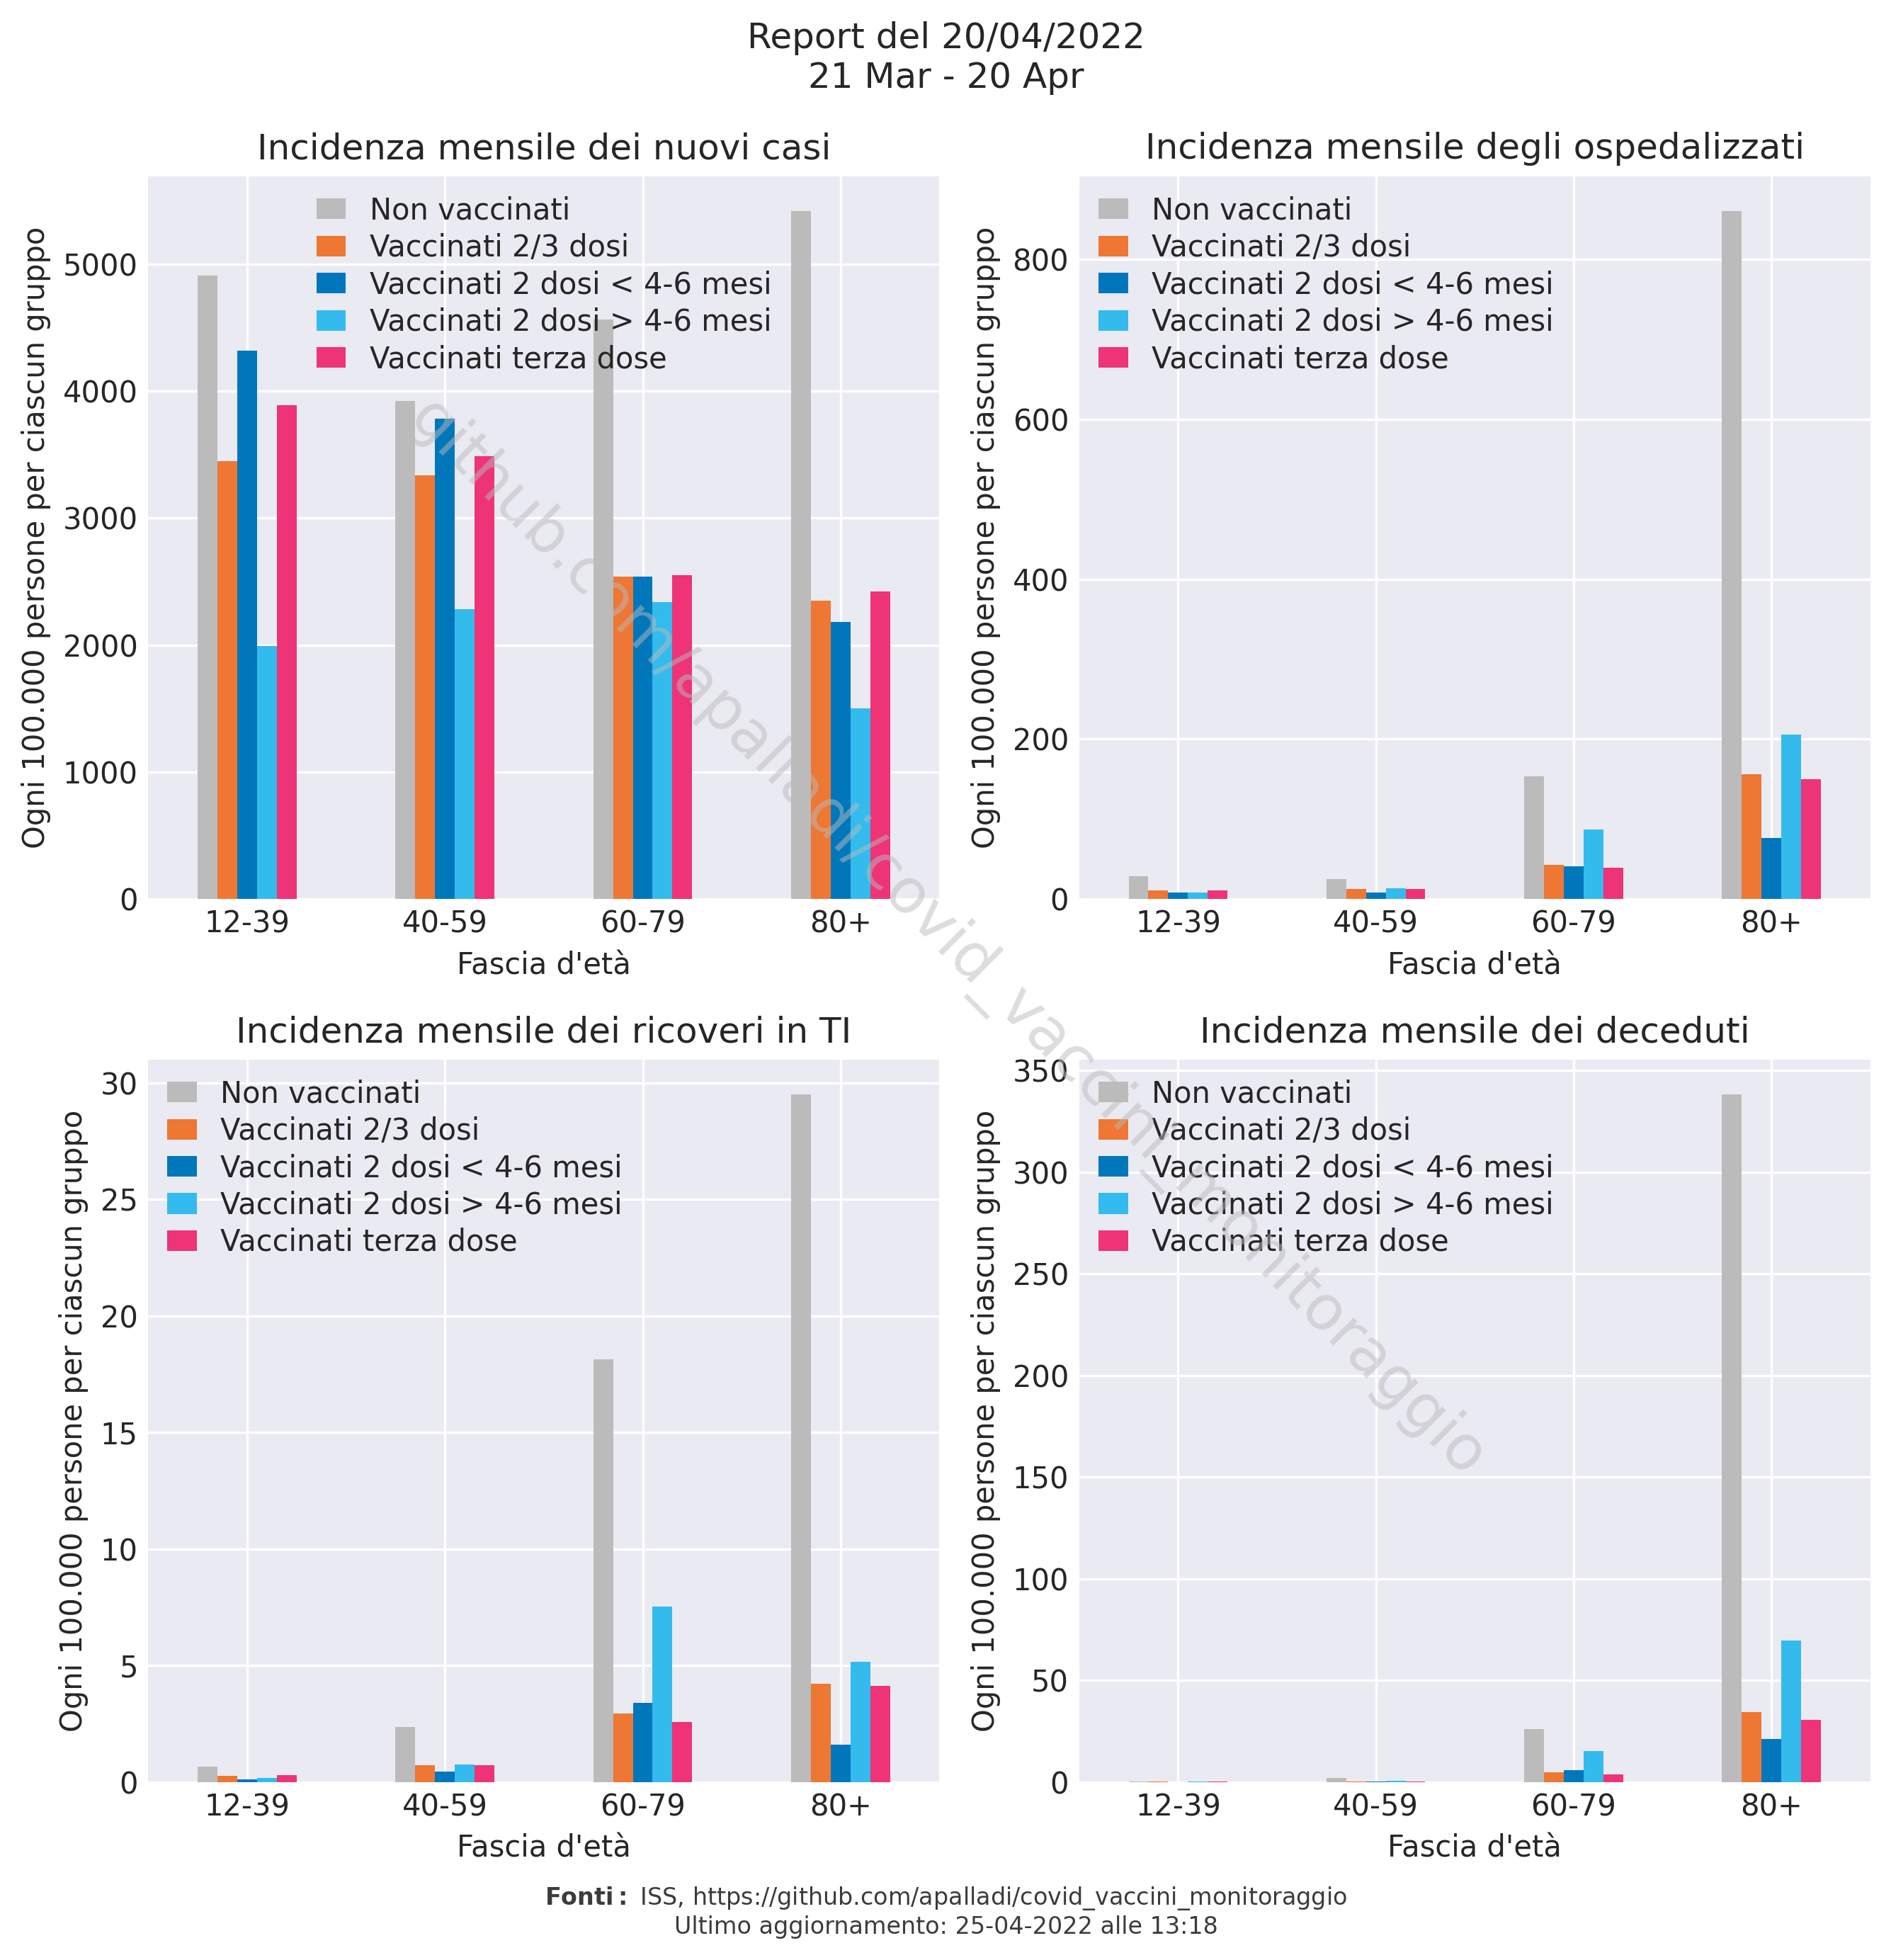 Report del 20/04/2022
21 Mar - 20 Apr
Incidenza mensile dei nuovi casi
Ogni 100.000 persone per ciascun gruppo
5000
4000
3000
2000
1000
0
Non vaccinati
Vaccinati 2/3 dosi
Vaccinati 2 dosi < 4-6 mesi
Vaccinati 2 dosi > 4-6 mesi
Vaccinati terza dose
12-39 40-59 60-79 80+
Fascia d'età
Incidenza mensile degli ospedalizzati
Ogni 100.000 persone per ciascun gruppo
800
600
400
200
0
Non vaccinati
Vaccinati 2/3 dosi
Vaccinati 2 dosi < 4-6 mesi
Vaccinati 2 dosi > 4-6 mesi
Vaccinati terza dose
12-39 40-59 60-79 80+
Fascia d'età
Incidenza mensile dei ricoveri in TI
Ogni 100.000 persone per ciascun gruppo
30
25
20
15
10
5
0
Non vaccinati
Vaccinati 2/3 dosi
Vaccinati 2 dosi < 4-6 mesi
Vaccinati 2 dosi > 4-6 mesi
Vaccinati terza dose
12-39 40-59 60-79 80+
Fascia d'età
Incidenza mensile dei deceduti
Ogni 100.000 persone per ciascun gruppo
350
300
250
200
150
100
50
0
Non vaccinati
Vaccinati 2/3 dosi
Vaccinati 2 dosi < 4-6 mesi
Vaccinati 2 dosi > 4-6 mesi
Vaccinati terza dose
12-39 40-59 60-79 80+
Fascia d'età
github.com/apalladi/covid_vaccini_monitoraggio
Fonti: ISS, https://github.com/apalladi/covid_vaccini_monitoraggio
Ultimo aggiornamento: 25-04-2022 alle 13:18